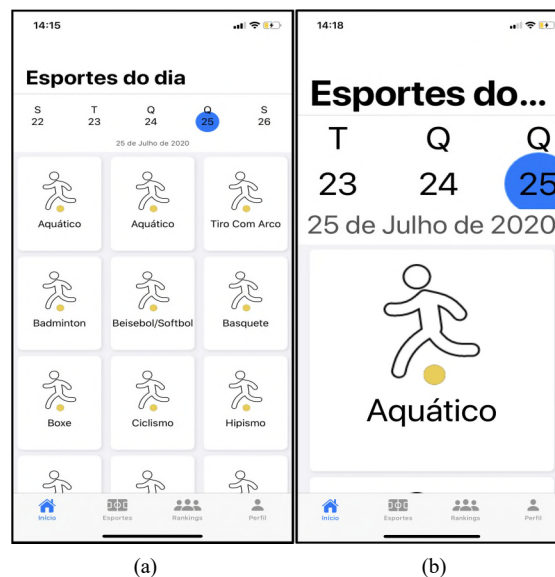 14:15
Esportes do dia
S T Q Q S
22 23 24 25 26
25 de Julho de 2020
Aquático Aquático Tiro Com Arco
Badminton Beisebol/Softbol Basquete
Boxe Ciclismo Hipismo
Início Esportes Rankings Perfil
(a)
14:18
Esportes do...
T Q Q
23 24 25
25 de Julho de 2020
Aquático
Início Esportes Rankings Perfil
(b)